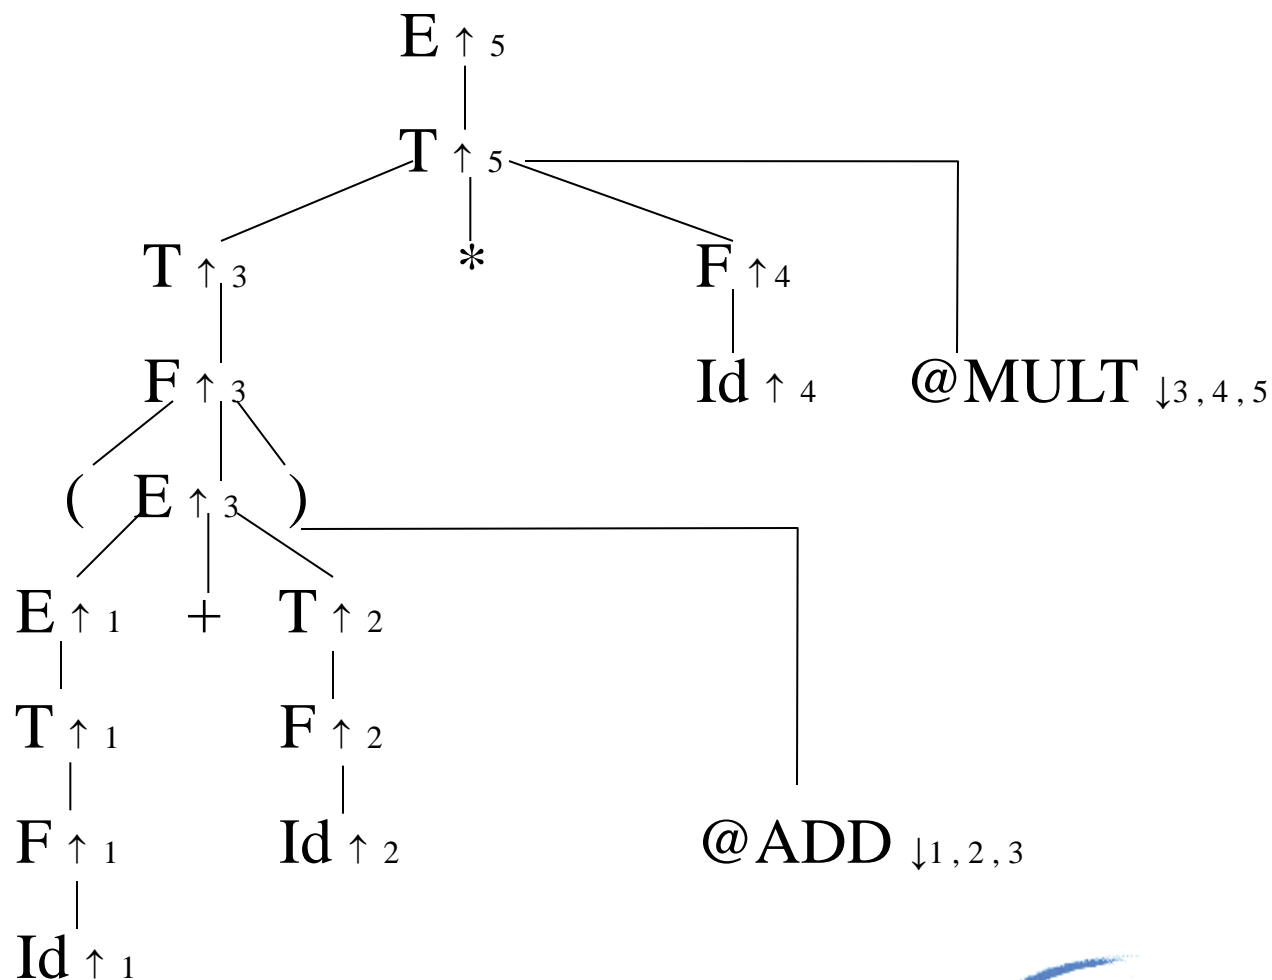 E ↑ 5
T ↑ 5
T ↑ 3 * F ↑ 4
F ↑ 3 Id ↑ 4 @MULT ↓3 , 4 , 5
( E ↑ 3 )
E ↑ 1 + T ↑ 2
T ↑ 1 F ↑ 2
F ↑ 1 Id ↑ 2 @ADD ↓1 , 2 , 3
Id ↑ 1